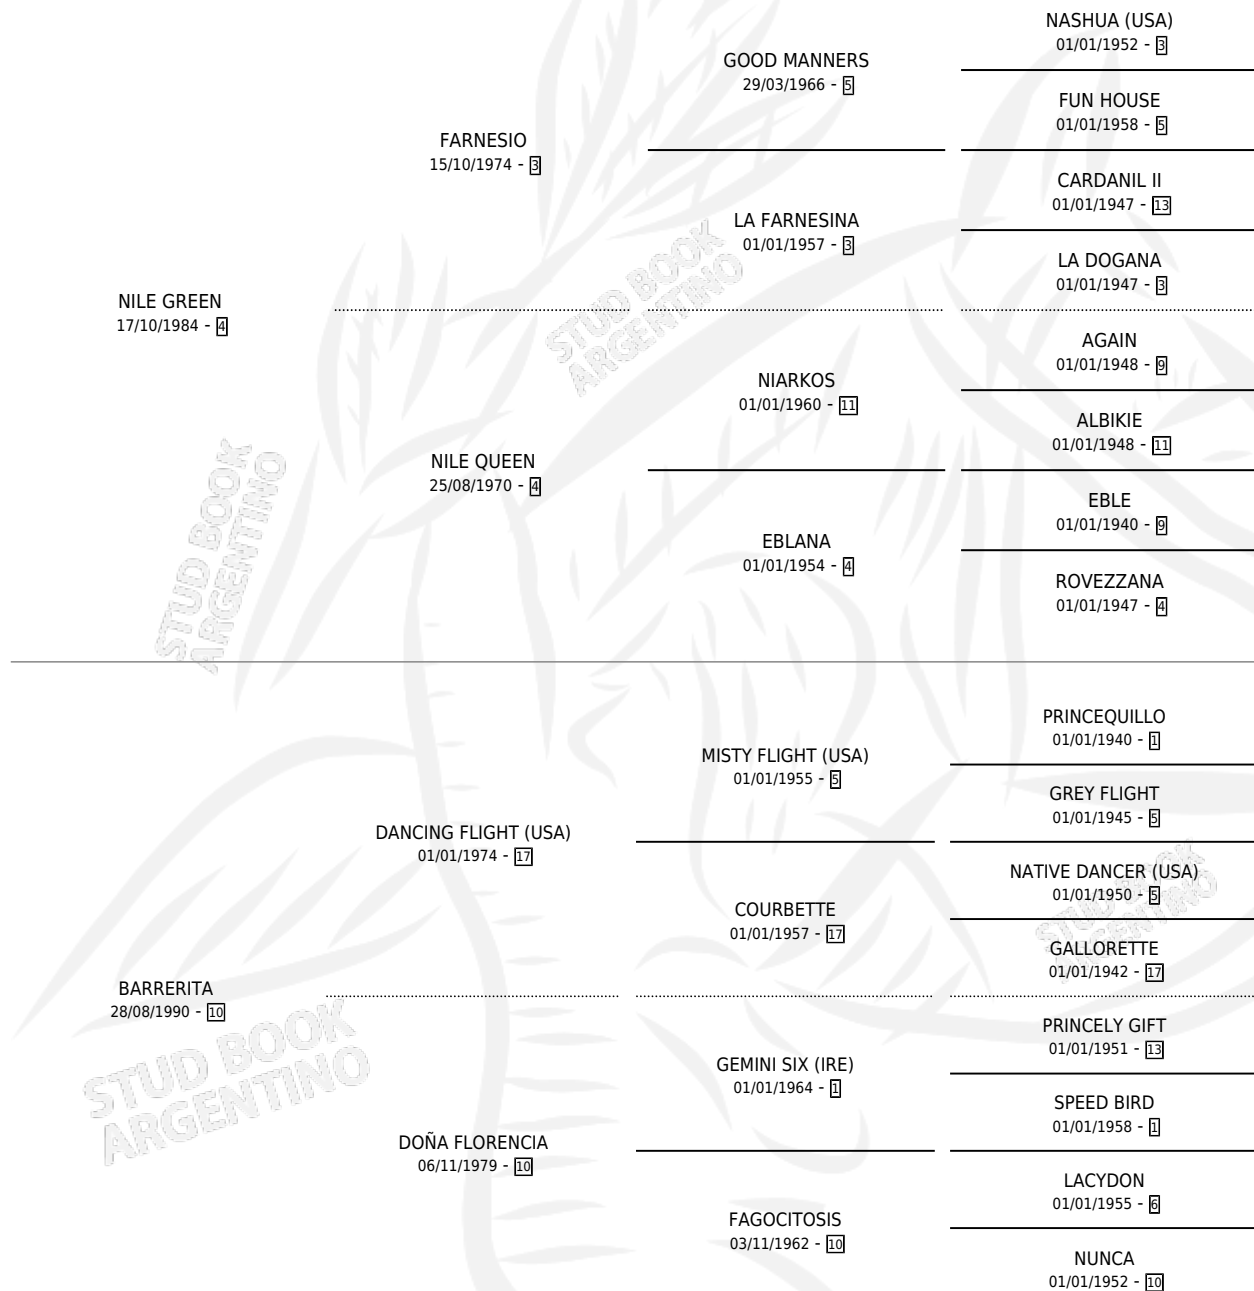 NASHUA (USA)
01/01/1952 - 3
GOOD MANNERS
29/03/1966 - 5
FUN HOUSE
01/01/1958 - 5
FARNESIO
15/10/1974 - 3
CARDANIL II
01/01/1947 - 13
LA FARNESINA
01/01/1957 - 3
LA DOGANA
01/01/1947 - 3
NILE GREEN
17/10/1984 - 4
AGAIN
01/01/1948 - 9
NIARKOS
01/01/1960 - 11
ALBIKIE
01/01/1948 - 11
NILE QUEEN
25/08/1970 - 4
EBLE
01/01/1940 - 9
EBLANA
01/01/1954 - 4
ROVEZZANA
01/01/1947 - 4
PRINCEQUILLO
01/01/1940 - 1
MISTY FLIGHT (USA)
01/01/1955 - 5
GREY FLIGHT
01/01/1945 - 5
DANCING FLIGHT (USA)
01/01/1974 - 17
NATIVE DANCER (USA)
01/01/1950 - 5
COURBETTE
01/01/1957 - 17
GALLORETTE
01/01/1942 - 17
BARRERITA
28/08/1990 - 10
PRINCELY GIFT
01/01/1951 - 13
GEMINI SIX (IRE)
01/01/1964 - 1
SPEED BIRD
01/01/1958 - 1
DOÑA FLORENCIA
06/11/1979 - 10
LACYDON
01/01/1955 - 6
FAGOCITOSIS
03/11/1962 - 10
NUNCA
01/01/1952 - 10
STUD BOOK
ARGENTINO
STUD BOOK
ARGENTINO
STUD BOOK
ARGENTINO
STUD BOOK
ARGENTINO